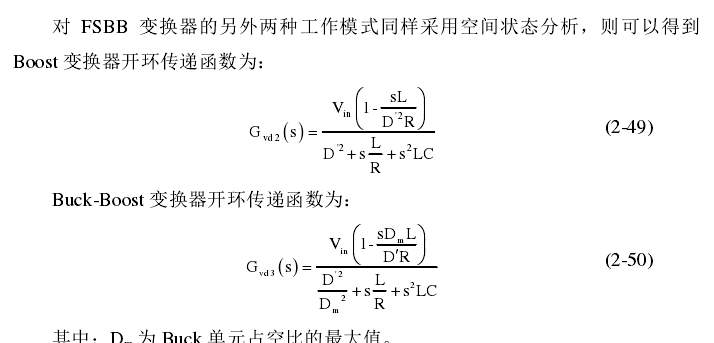 对 FSBB 变换器的另外两种工作模式同样采用空间状态分析，则可以得到
Boost 变换器开环传递函数为：
G_{vd2}(s) = \frac{V_{in}\left(1-\frac{sL}{D^{'2}R}\right)}{D^{'2}+s\frac{L}{R}+s^{2}LC} (2-49)
Buck-Boost 变换器开环传递函数为：
G_{vd3}(s) = \frac{V_{in}\left(1-\frac{sD_{m}L}{D'R}\right)}{\frac{D^{'2}}{D_{m}^{2}}+s\frac{L}{R}+s^{2}LC} (2-50)
其中：D_{m} 为 Buck 单元占空比的最大值。